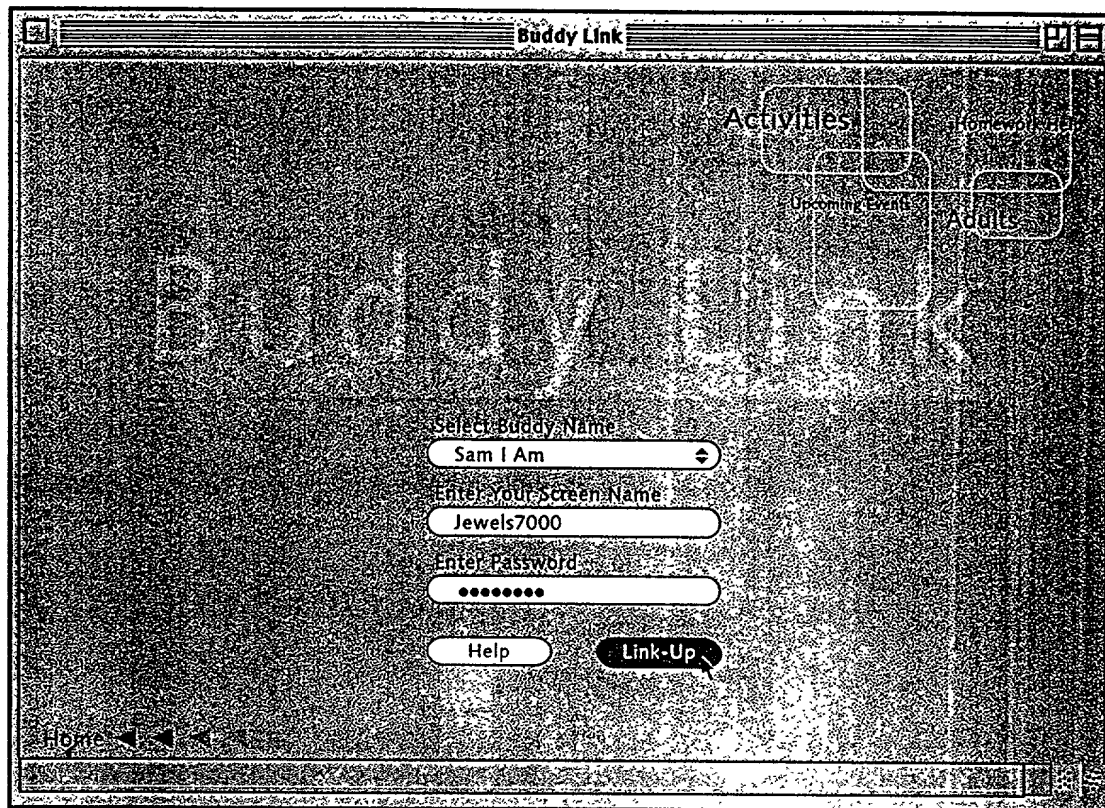 Buddy Link
Activities
Homework
Upcoming Events
Adults
Buddy Link
Select Buddy Name
Sam I Am
Enter Your Screen Name
Jewels7000
Enter Password
••••••••
Help
Link-Up
Home